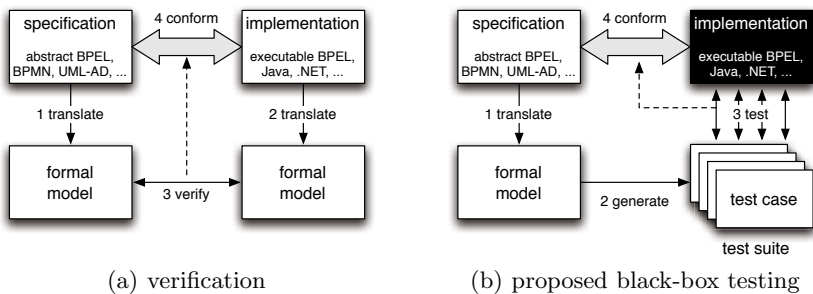 specification
abstract BPEL,
BPMN, UML-AD, ...
4 conform
implementation
executable BPEL,
Java, .NET, ...
1 translate
2 translate
formal
model
3 verify
formal
model
(a) verification
specification
abstract BPEL,
BPMN, UML-AD, ...
4 conform
implementation
executable BPEL,
Java, .NET, ...
1 translate
3 test
formal
model
2 generate
test case
test suite
(b) proposed black-box testing